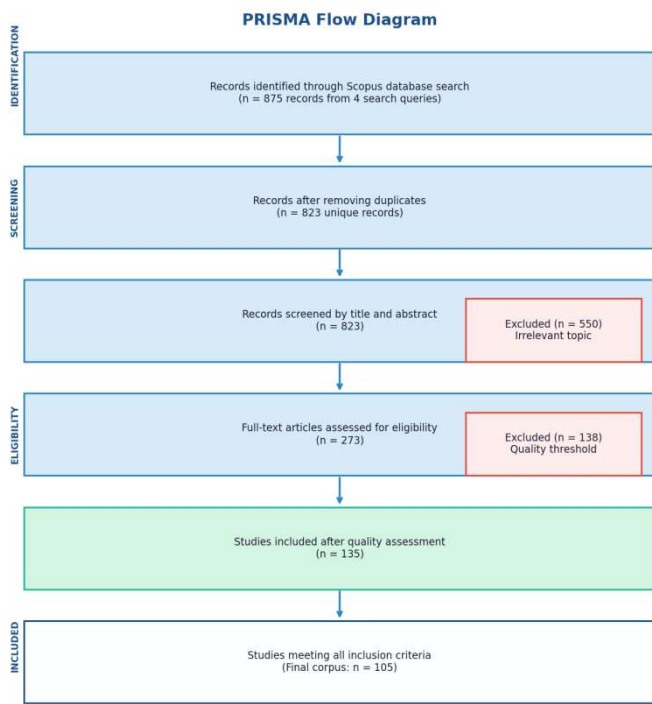 PRISMA Flow Diagram
IDENTIFICATION
Records identified through Scopus database search
(n = 875 records from 4 search queries)
SCREENING
Records after removing duplicates
(n = 823 unique records)
Records screened by title and abstract
(n = 823)
Excluded (n = 550)
Irrelevant topic
ELIGIBILITY
Full-text articles assessed for eligibility
(n = 273)
Excluded (n = 138)
Quality threshold
Studies included after quality assessment
(n = 135)
INCLUDED
Studies meeting all inclusion criteria
(Final corpus: n = 105)